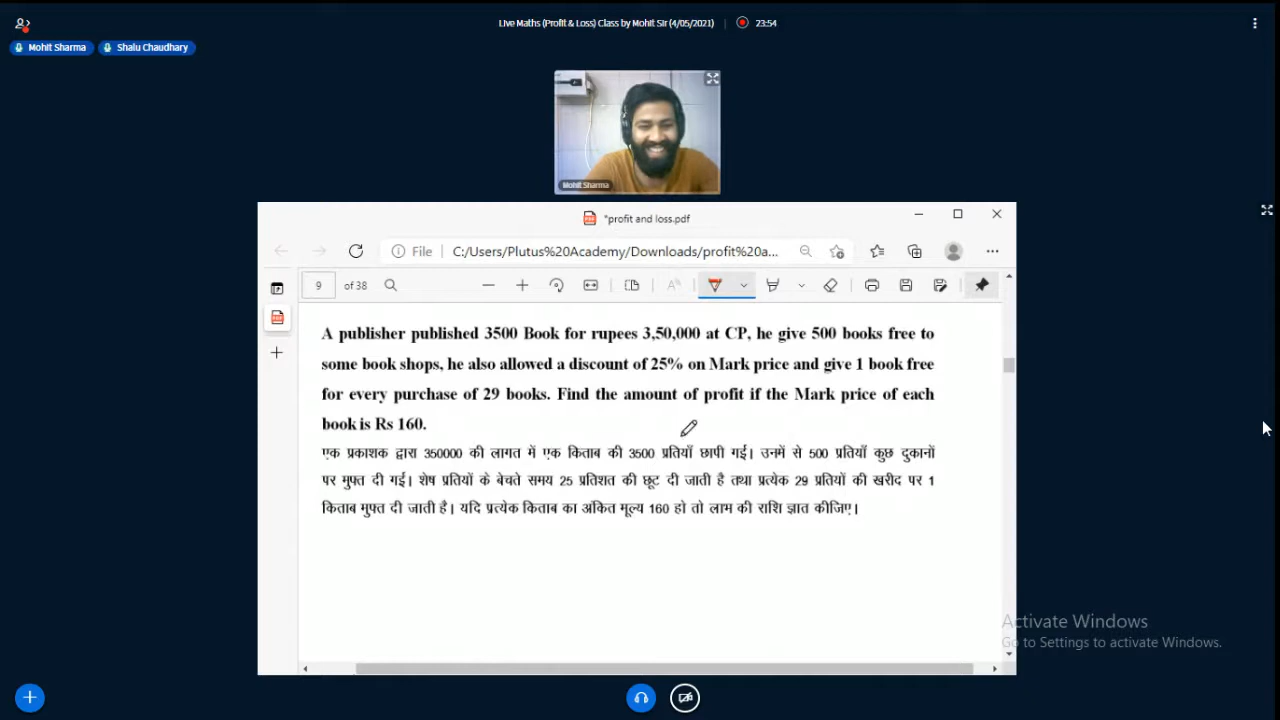 Live Maths (Profit & Loss) Class by Mohit Sir (4/05/2021)
23:54
Mohit Sharma
Shalu Chaudhary
Mohit Sharma
*profit and loss.pdf
File
C:/Users/Plutus%20Academy/Downloads/profit%20a...
9 of 38
A publisher published 3500 Book for rupees 3,50,000 at CP, he give 500 books free to
some book shops, he also allowed a discount of 25% on Mark price and give 1 book free
for every purchase of 29 books. Find the amount of profit if the Mark price of each
book is Rs 160.
एक प्रकाशक द्वारा 350000 की लागत में एक किताब की 3500 प्रतियाँ छापी गई। उनमें से 500 प्रतियाँ कुछ दुकानों
पर मुफ्त दी गई। शेष प्रतियों के बेचते समय 25 प्रतिशत की छूट दी जाती है तथा प्रत्येक 29 प्रतियों की खरीद पर 1
किताब मुफ्त दी जाती है। यदि प्रत्येक किताब का अंकित मूल्य 160 हो तो लाभ की राशि ज्ञात कीजिए।
Activate Windows
Go to Settings to activate Windows.